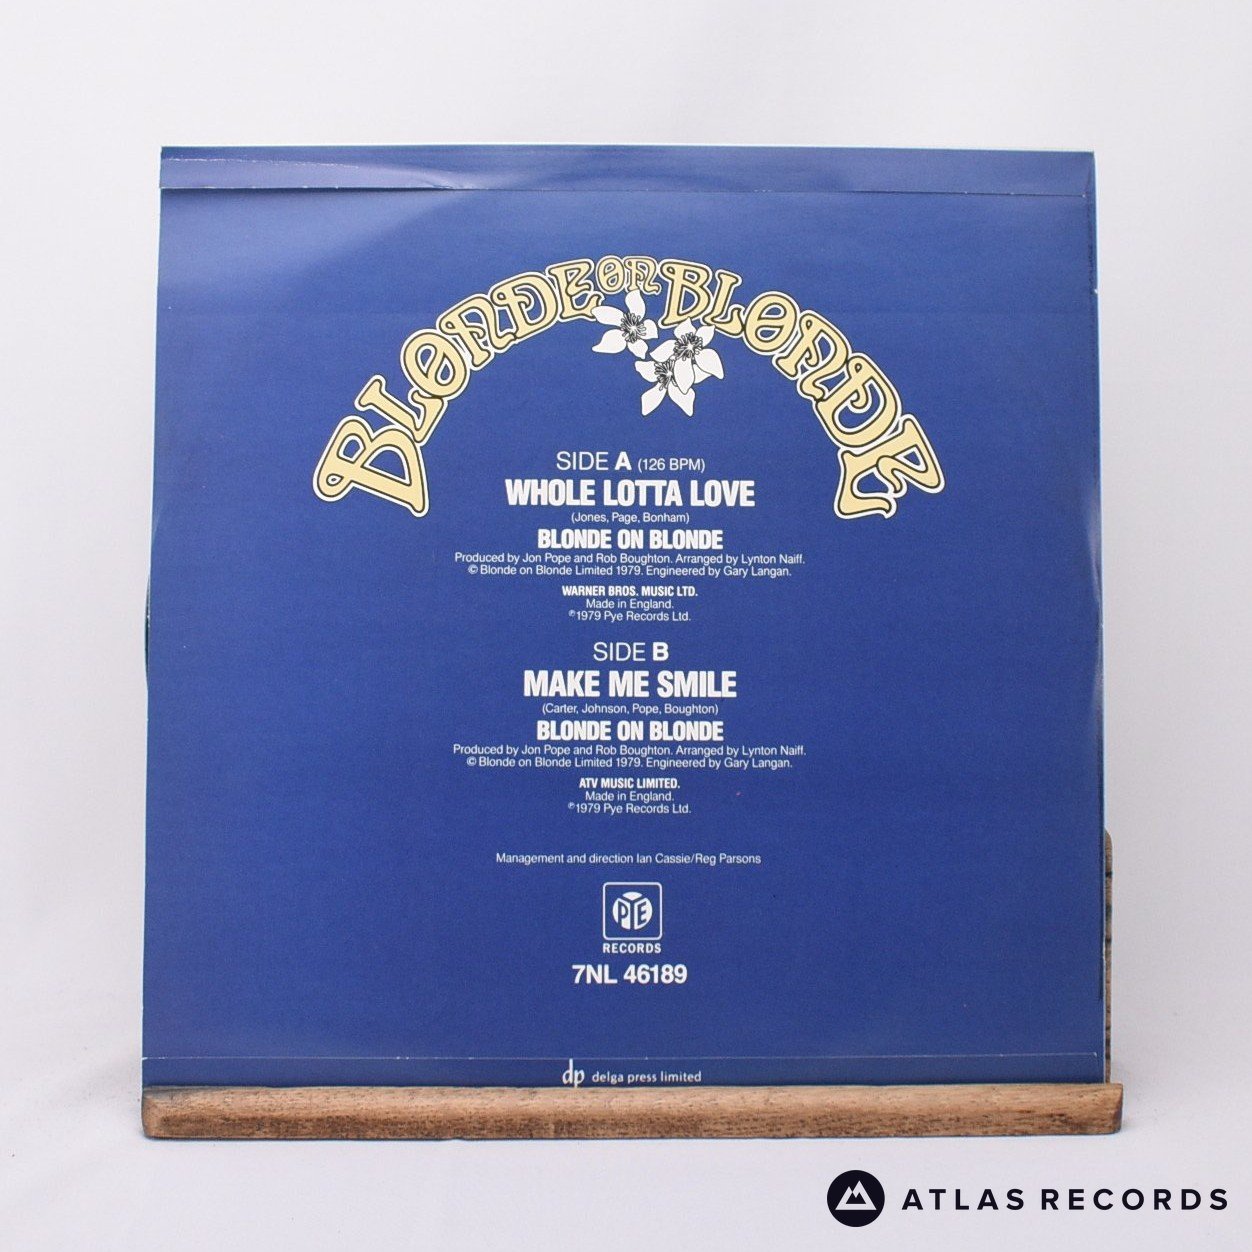 BLONDE ON BLONDE
SIDE A (126 BPM)
WHOLE LOTTA LOVE
(Jones, Page, Bonham)
BLONDE ON BLONDE
Produced by Jon Pope and Rob Boughton. Arranged by Lynton Naiff.
© Blonde on Blonde Limited 1979. Engineered by Gary Langan.
WARNER BROS. MUSIC LTD.
Made in England.
℗1979 Pye Records Ltd.
SIDE B
MAKE ME SMILE
(Carter, Johnson, Pope, Boughton)
BLONDE ON BLONDE
Produced by Jon Pope and Rob Boughton. Arranged by Lynton Naiff.
© Blonde on Blonde Limited 1979. Engineered by Gary Langan.
ATV MUSIC LIMITED.
Made in England.
℗1979 Pye Records Ltd.
Management and direction Ian Cassie/Reg Parsons
PYE
RECORDS
7NL 46189
dp delga press limited
ATLAS RECORDS